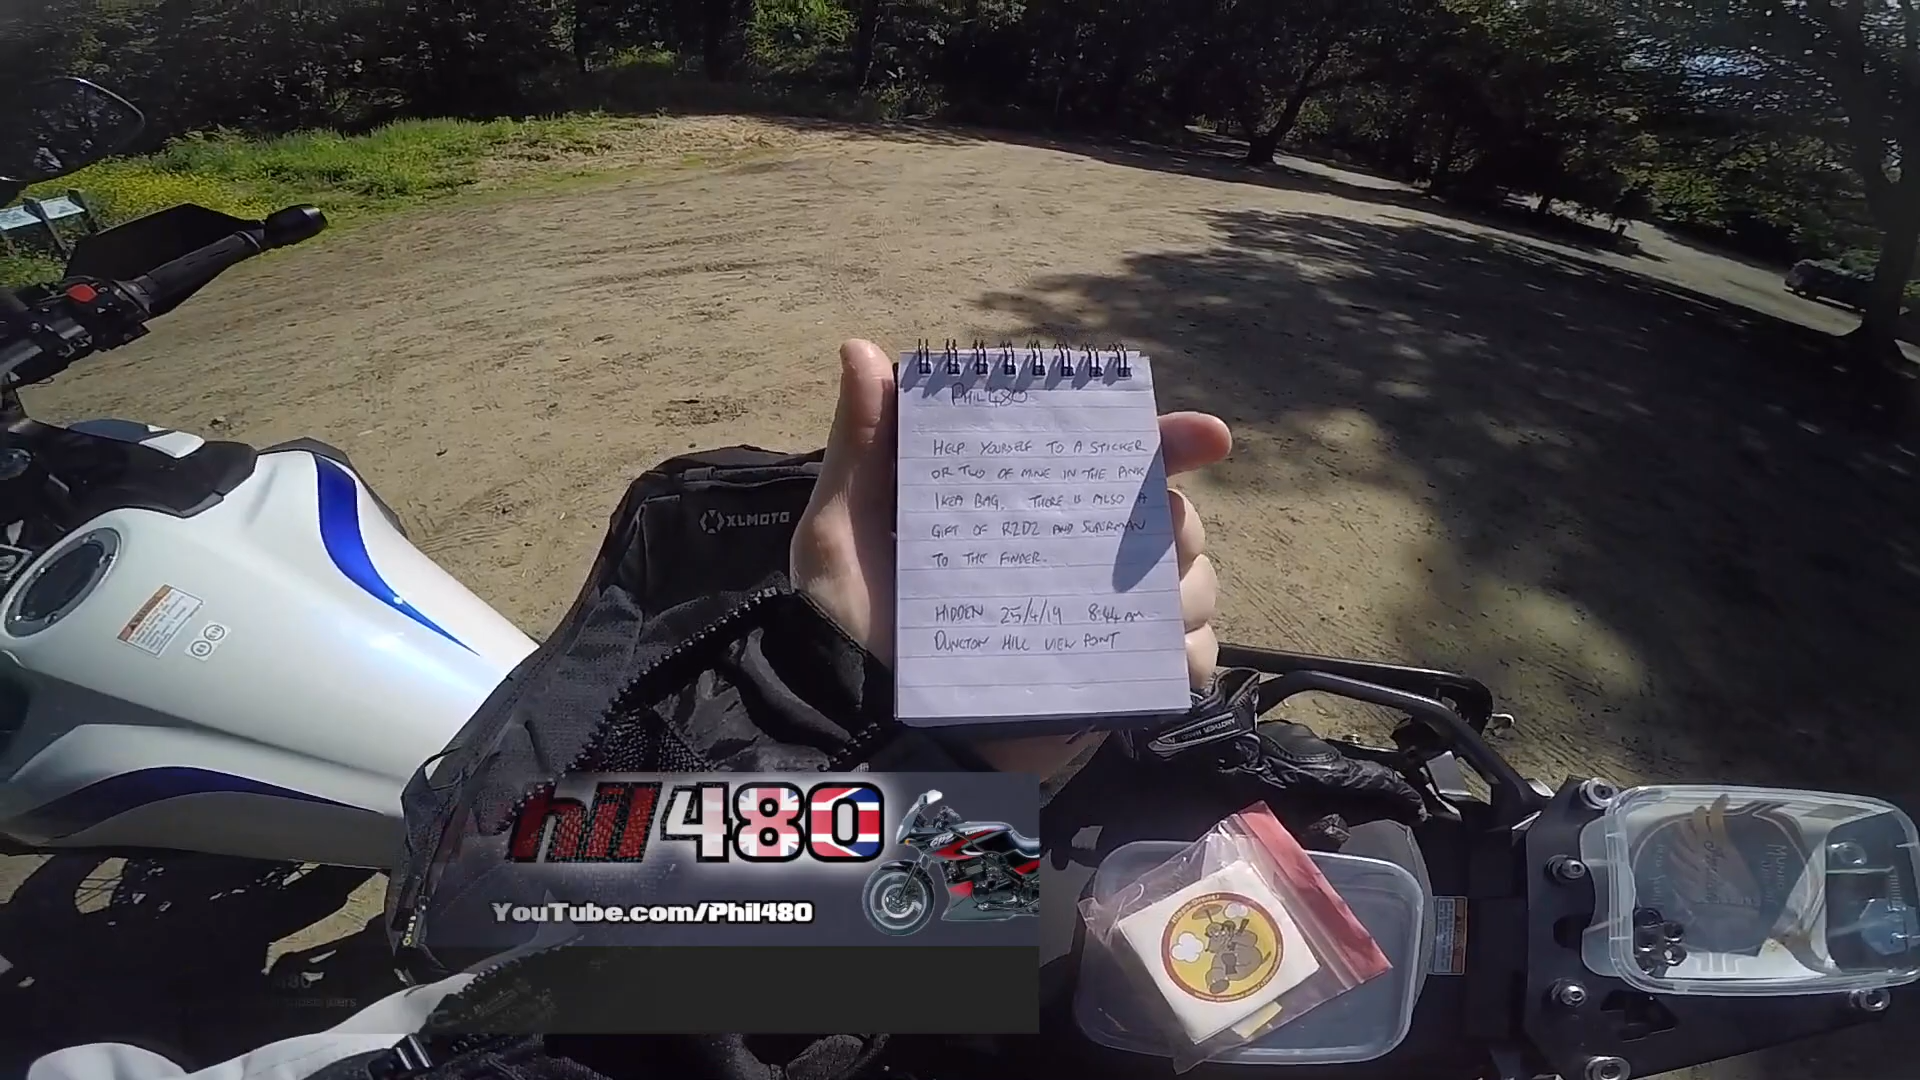 PHIL480
HELP YOURSELF TO A STICKER
OR TWO OF MINE IN THE PINK
IKEA BAG. THERE IS ALSO A
GIFT OF R2D2 AND SUPERMAN
TO THE FINDER.
HIDDEN 25/4/19 8:44AM
DUNCTON HILL VIEW POINT
XLMOTO
hil480
YouTube.com/Phil480